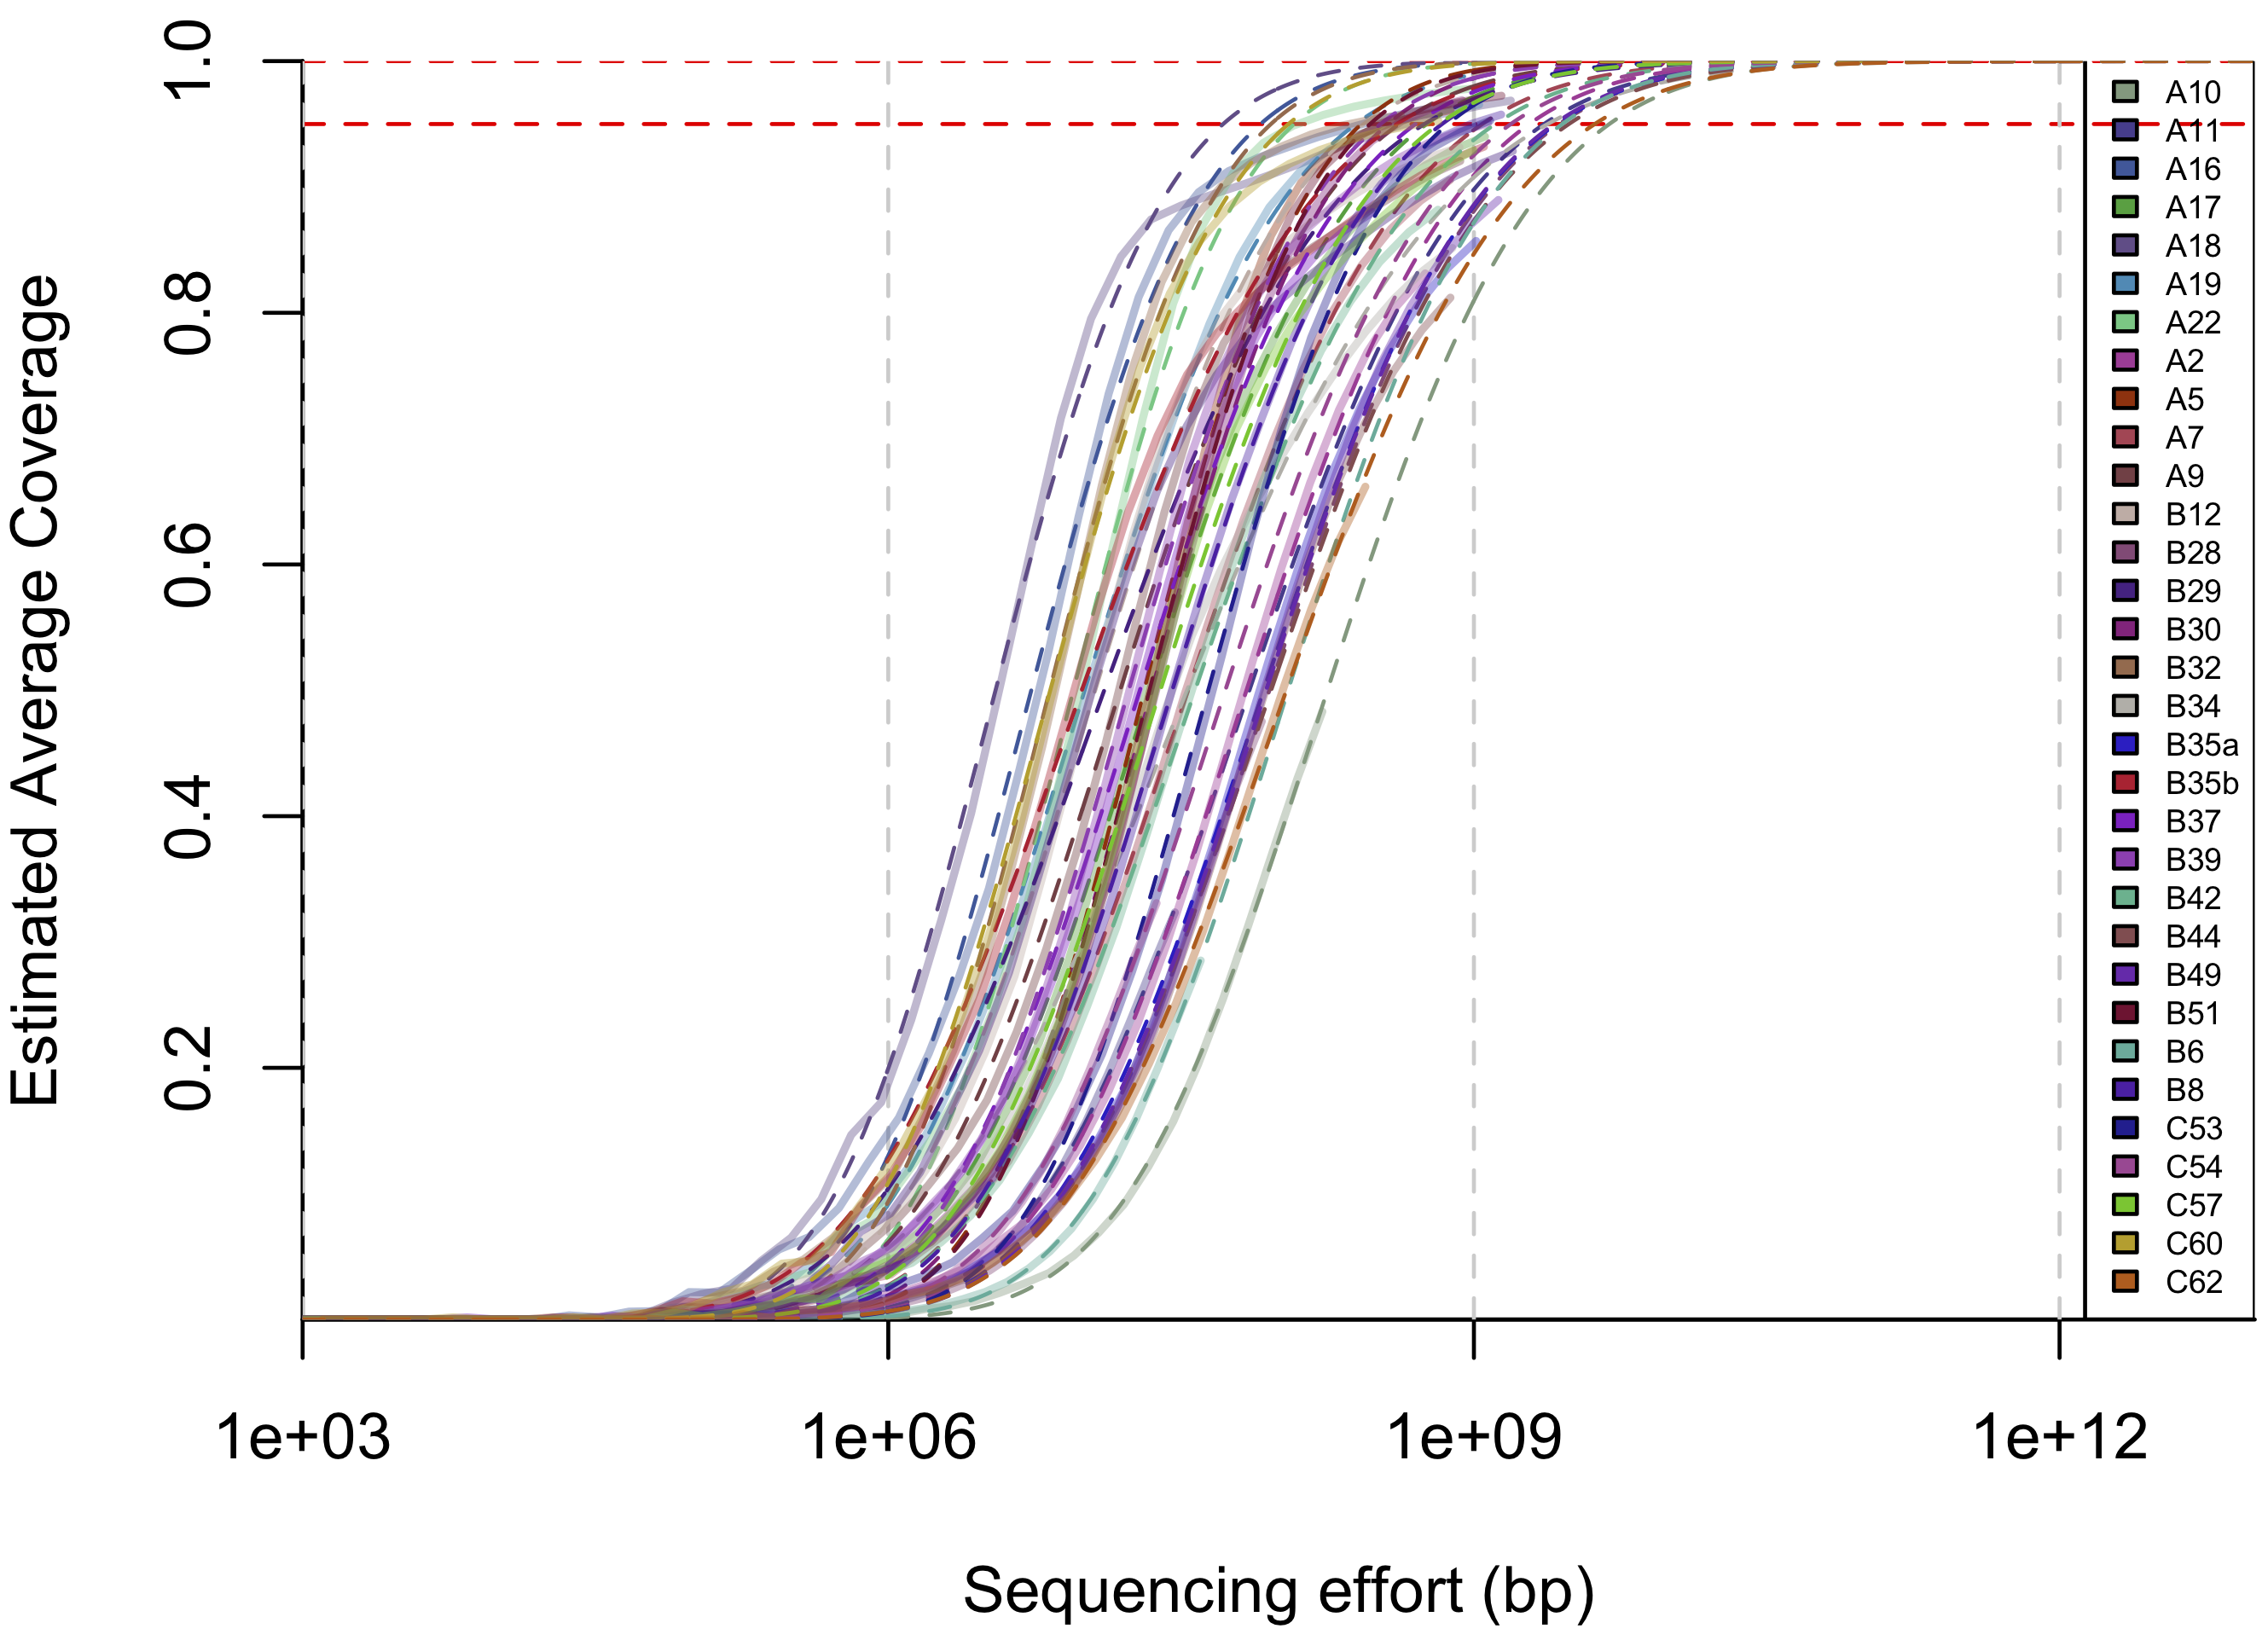 Estimated Average Coverage
1.0
0.8
0.6
0.4
0.2
1e+03
1e+06
1e+09
1e+12
Sequencing effort (bp)
A10
A11
A16
A17
A18
A19
A22
A2
A5
A7
A9
B12
B28
B29
B30
B32
B34
B35a
B35b
B37
B39
B42
B44
B49
B51
B6
B8
C53
C54
C57
C60
C62